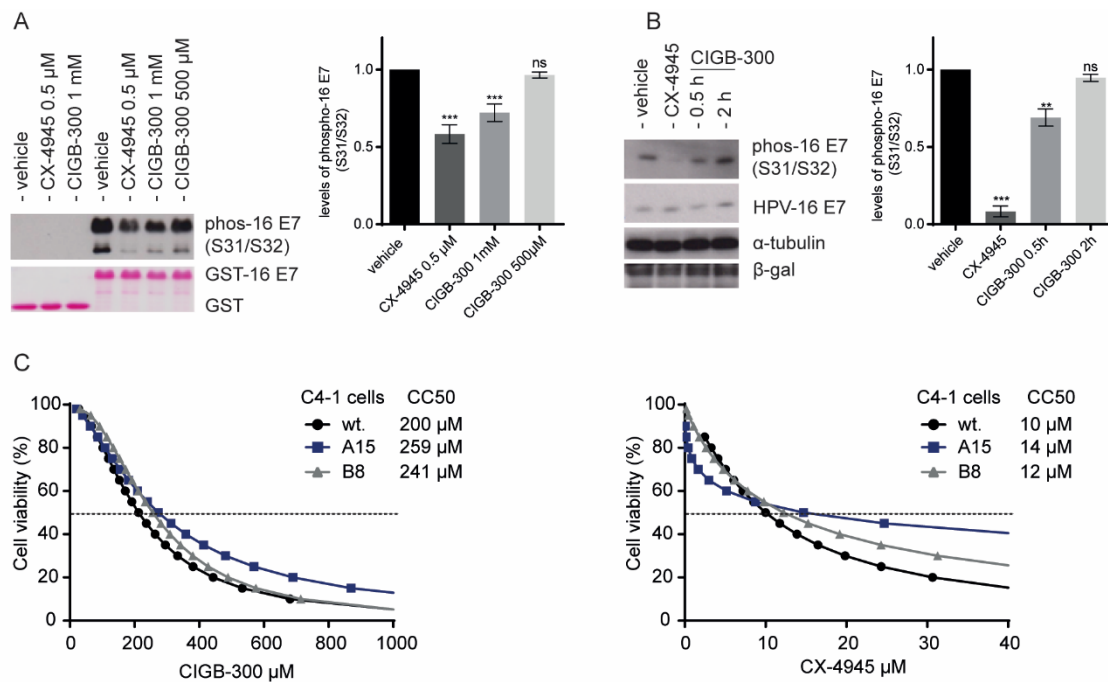 A
- vehicle
- CX-4945 0.5 µM
- CIGB-300 1 mM
- vehicle
- CX-4945 0.5 µM
- CIGB-300 1 mM
- CIGB-300 500 µM
phos-16 E7
(S31/S32)
GST-16 E7
GST
levels of phospho-16 E7
(S31/S32)
1.0
0.5
0.0
***
***
ns
vehicle
CX-4945 0.5 µM
CIGB-300 1mM
CIGB-300 500µM
B
- vehicle
- CX-4945
CIGB-300
- 0.5 h
- 2 h
phos-16 E7
(S31/S32)
HPV-16 E7
α-tubulin
β-gal
levels of phospho-16 E7
(S31/S32)
1.0
0.5
0.0
***
**
ns
vehicle
CX-4945
CIGB-300 0.5h
CIGB-300 2h
C
Cell viability (%)
100
80
60
40
20
0
C4-1 cells CC50
wt. 200 µM
A15 259 µM
B8 241 µM
0 200 400 600 800 1000
CIGB-300 µM
Cell viability (%)
100
80
60
40
20
0
C4-1 cells CC50
wt. 10 µM
A15 14 µM
B8 12 µM
0 10 20 30 40
CX-4945 µM